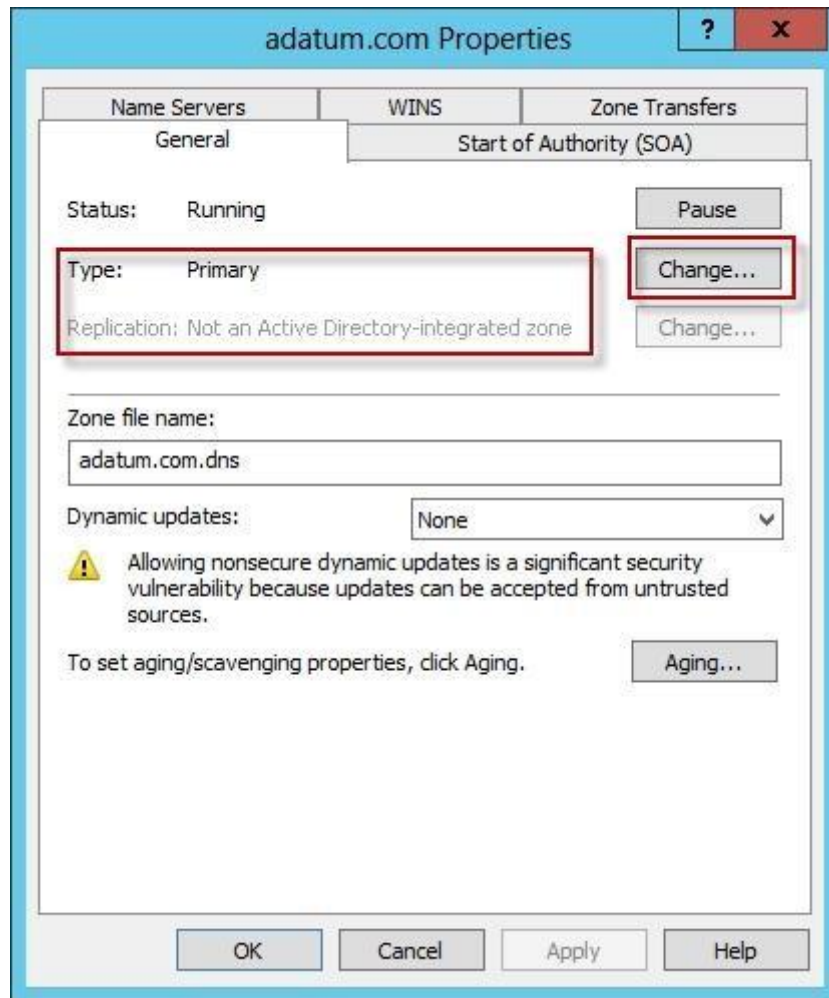 adatum.com Properties
?
x
Name Servers
WINS
Zone Transfers
General
Start of Authority (SOA)
Status: Running
Pause
Type: Primary
Change...
Replication: Not an Active Directory-integrated zone
Change...
Zone file name:
adatum.com.dns
Dynamic updates:
None
Allowing nonsecure dynamic updates is a significant security
vulnerability because updates can be accepted from untrusted
sources.
To set aging/scavenging properties, click Aging.
Aging...
OK
Cancel
Apply
Help